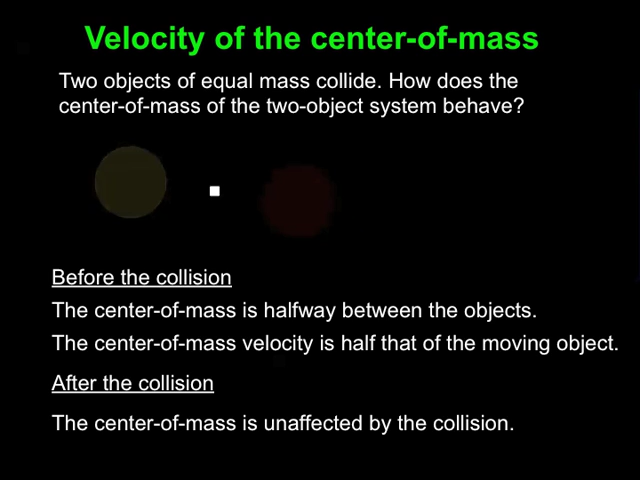 Velocity of the center-of-mass
Two objects of equal mass collide. How does the
center-of-mass of the two-object system behave?
Before the collision
The center-of-mass is halfway between the objects.
The center-of-mass velocity is half that of the moving object.
After the collision
The center-of-mass is unaffected by the collision.